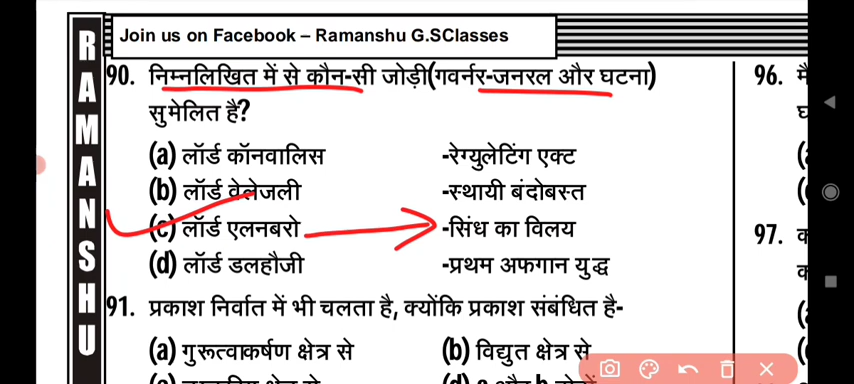 Join us on Facebook – Ramanshu G.SClasses
RAMANSHU
90. निम्नलिखित में से कौन-सी जोड़ी(गवर्नर-जनरल और घटना)
सुमेलित है?
(a) लॉर्ड कॉनवालिस -रेग्युलेटिंग एक्ट
(b) लॉर्ड वेलेजली -स्थायी बंदोबस्त
(c) लॉर्ड एलनबरो -सिंध का विलय
(d) लॉर्ड डलहौजी -प्रथम अफगान युद्ध
91. प्रकाश निर्वात में भी चलता है, क्योंकि प्रकाश संबंधित है-
(a) गुरूत्वाकर्षण क्षेत्र से (b) विद्युत क्षेत्र से
96.
97.